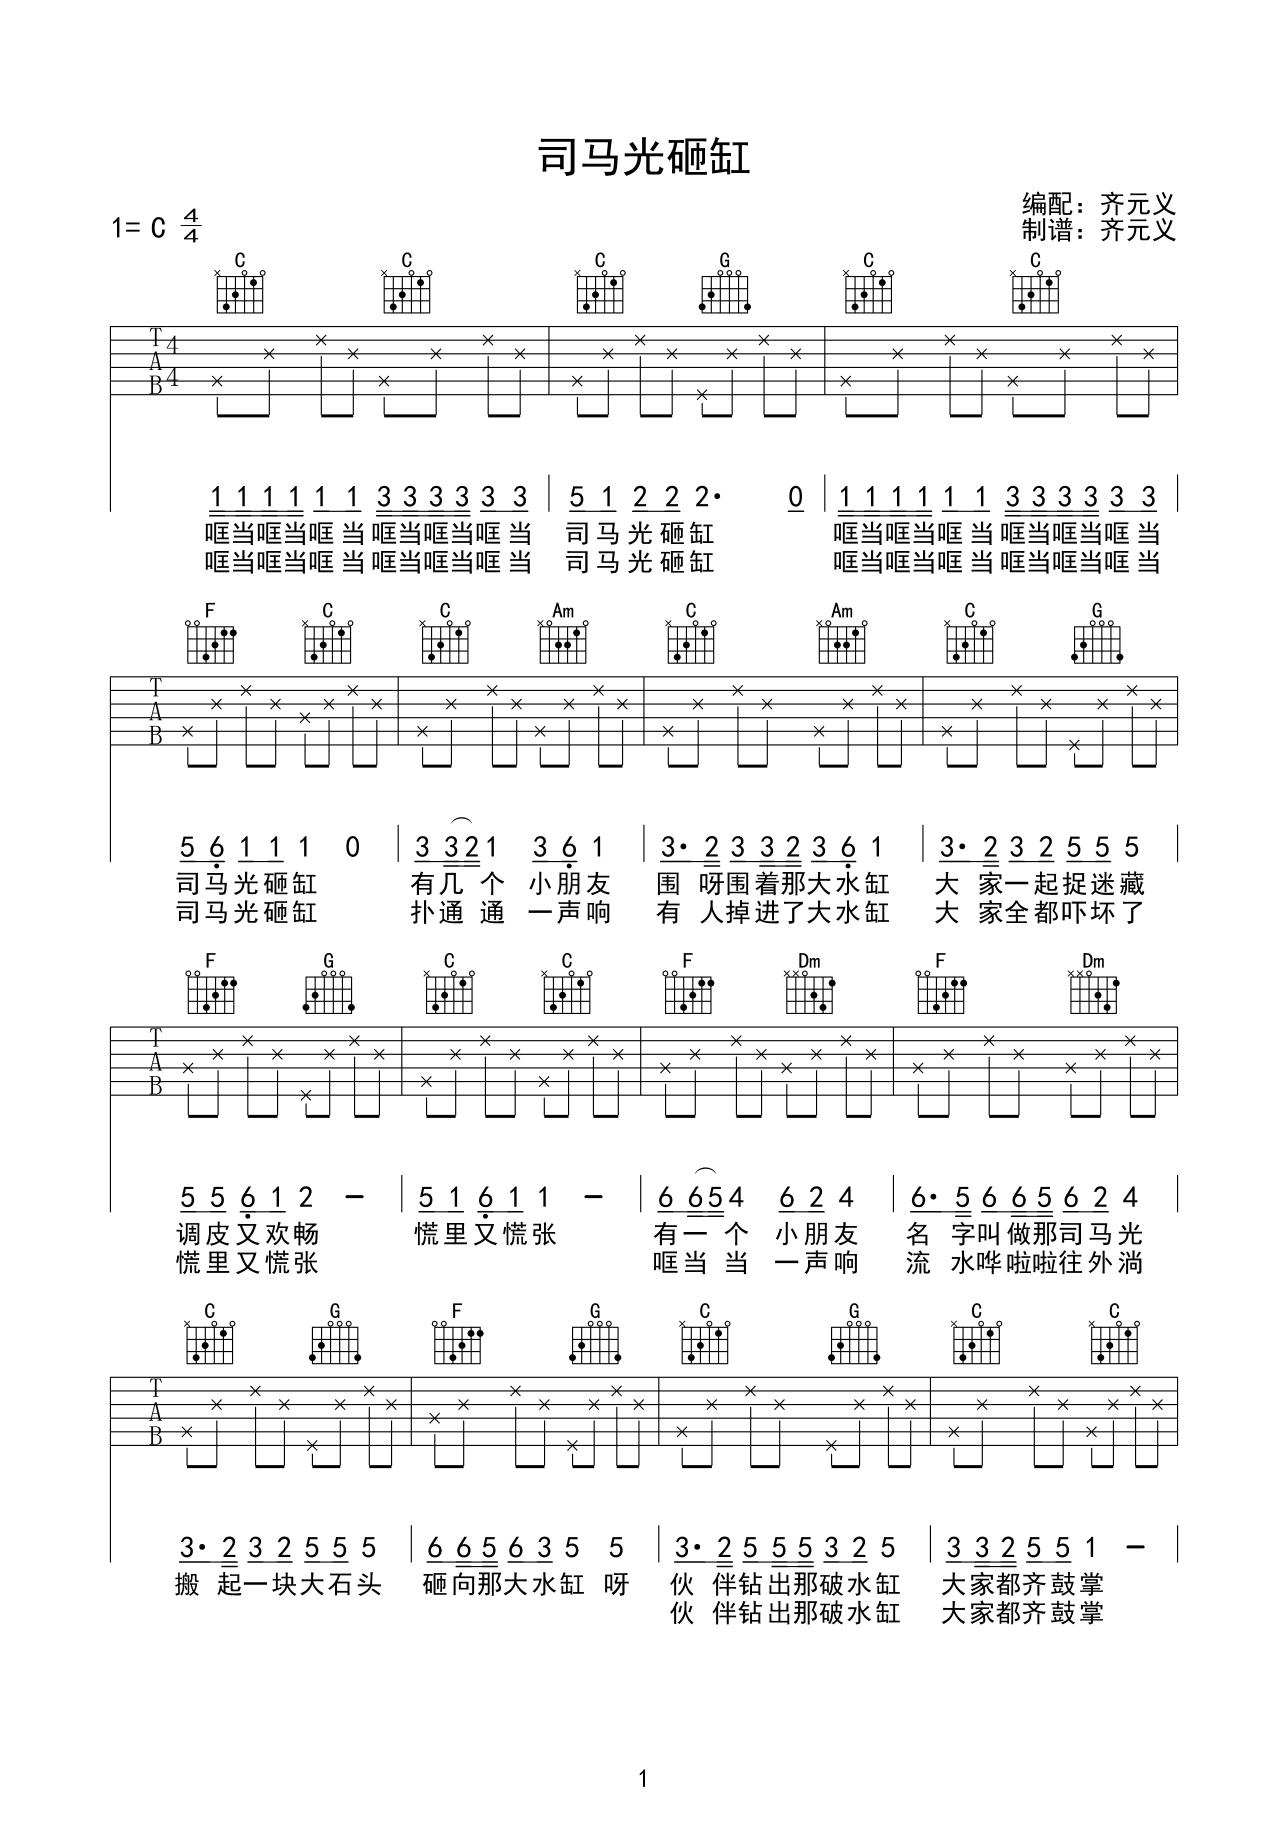 司马光砸缸
编配：齐元义
1= C 4/4
制谱：齐元义
C C C G C C
T A B 4/4
1 1 1 1 1 1 3 3 3 3 3 3 5 1 2 2 2· 0 1 1 1 1 1 1 3 3 3 3 3 3
哐当哐当哐当哐当哐当哐当 司马光砸缸 哐当哐当哐当哐当哐当哐当
哐当哐当哐当哐当哐当哐当 司马光砸缸 哐当哐当哐当哐当哐当哐当
F C C Am C Am C G
T A B
5 6 1 1 1 0 3 3 2 1 3 6 1 3· 2 3 3 2 3 6 1 3· 2 3 2 5 5 5
司马光砸缸 有几个小朋友 围呀围着那大水缸 大家一起捉迷藏
司马光砸缸 扑通通一声响 有人掉进了大水缸 大家全都吓坏了
F G C C F Dm F Dm
T A B
5 5 6 1 2 － 5 1 6 1 1 － 6 6 5 4 6 2 4 6· 5 6 6 5 6 2 4
调皮又欢畅 慌里又慌张 有一个小朋友 名字叫做那司马光
慌里又慌张 哐当当一声响 流水哗啦啦往外淌
C G F G C G C C
T A B
3· 2 3 2 5 5 5 6 6 5 6 3 5 5 3· 2 5 5 5 3 2 5 3 3 2 5 5 1 －
搬起一块大石头 砸向那大水缸呀 伙伴钻出那破水缸 大家都齐鼓掌
伙伴钻出那破水缸 大家都齐鼓掌
1